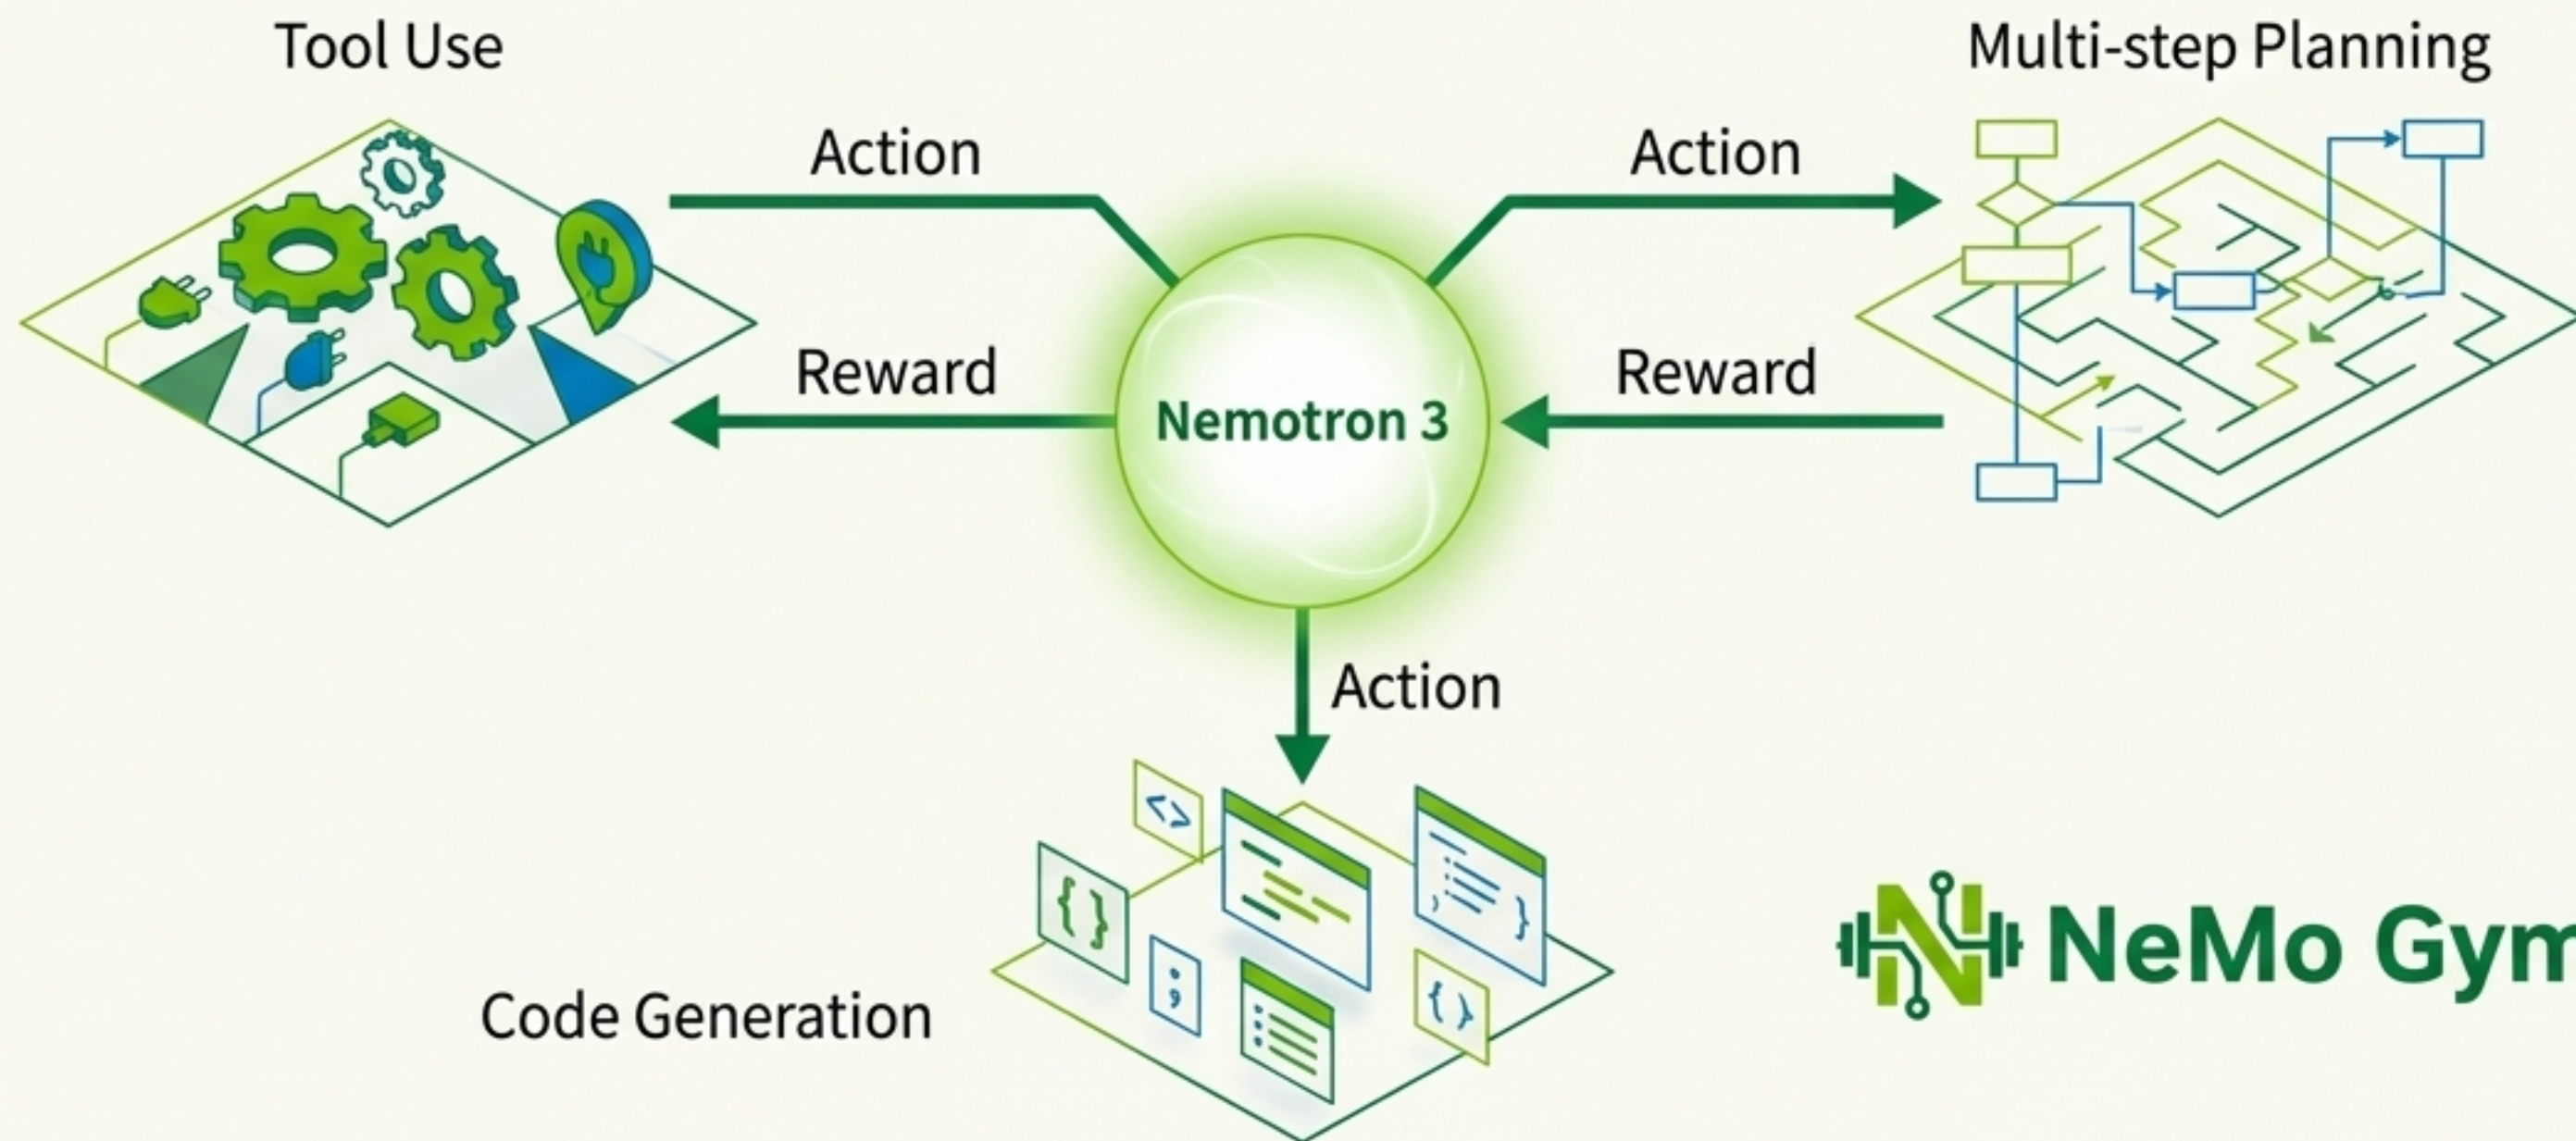 Tool Use
Multi-step Planning
Action
Action
Reward
Reward
Nemotron 3
Action
<>
{ }
}
;
{ }
Code Generation
NeMo Gym